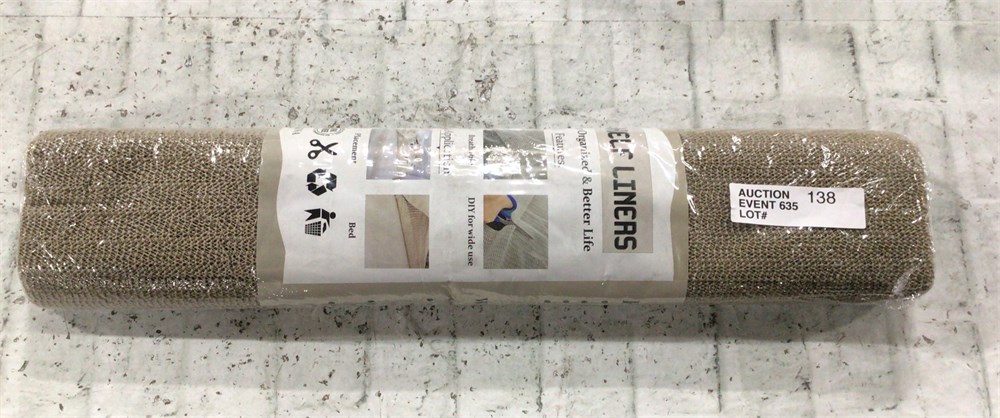 ELF LINERS
Organized & Better Life
Features
DIY for wide use
Bed
AUCTION
EVENT 635
LOT#
138